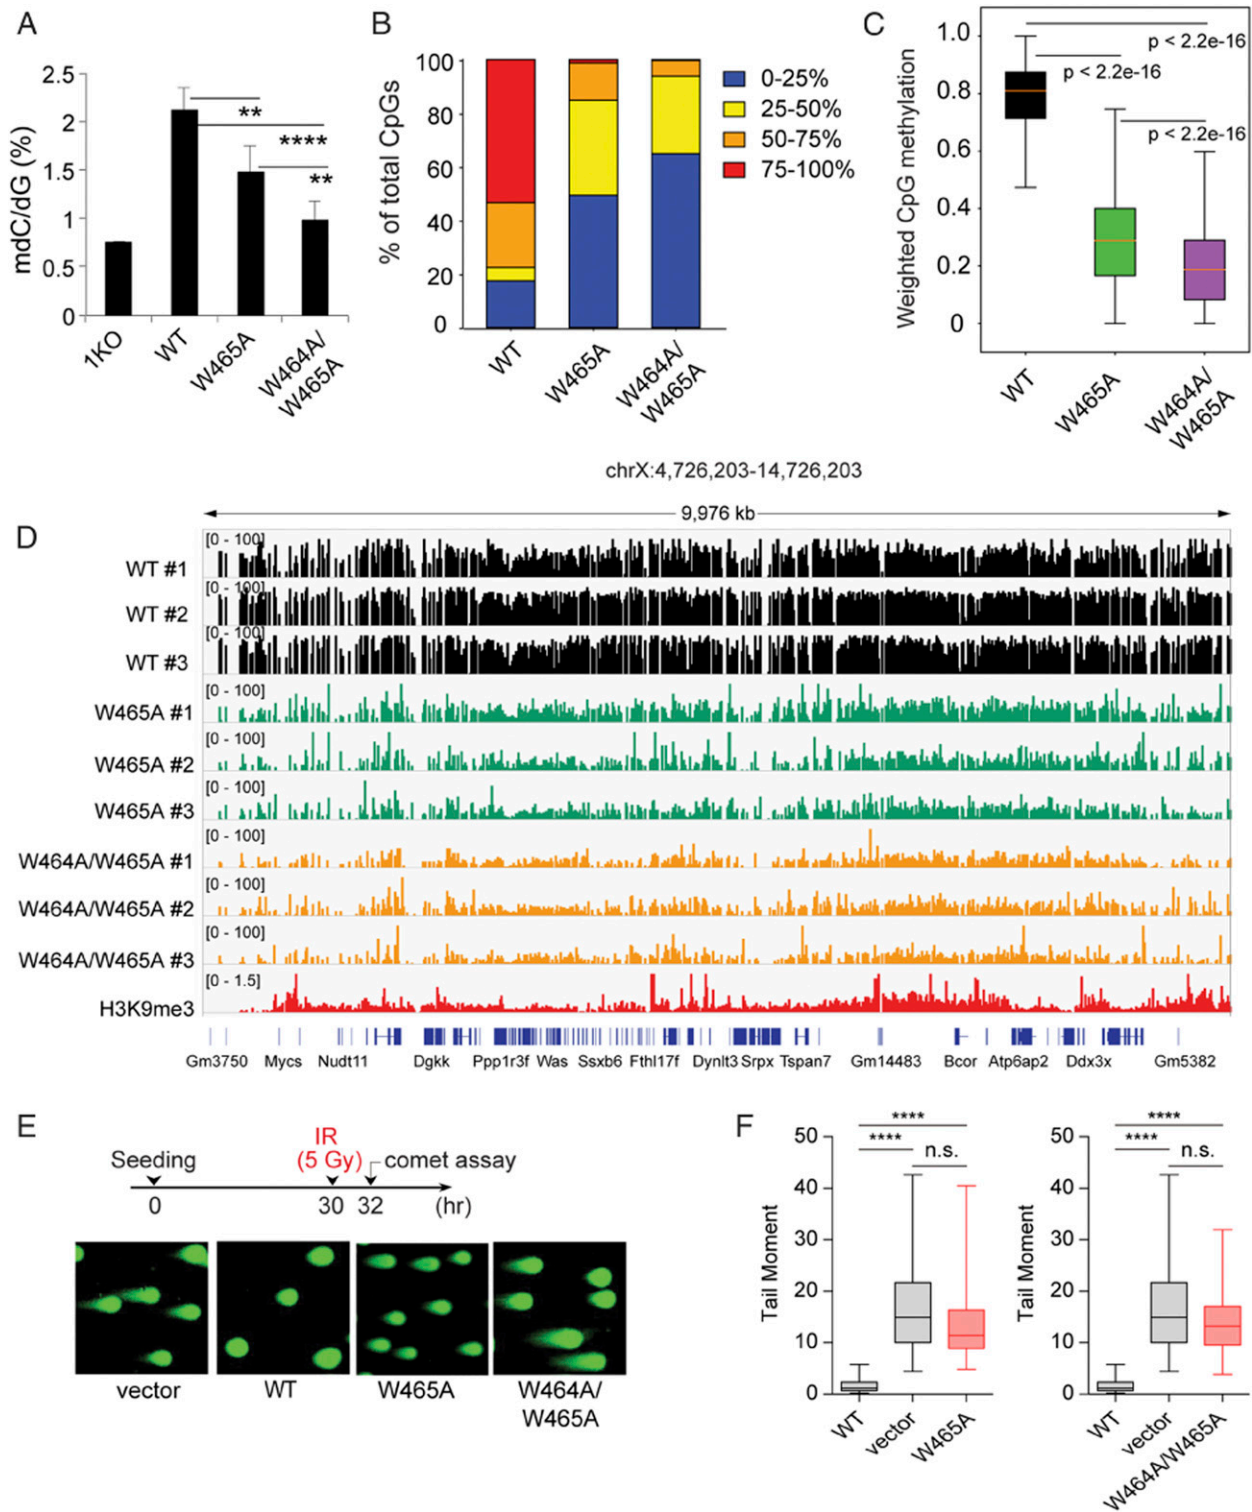 A
mdC/dG (%)
2.5
2
1.5
1
0.5
0
**
****
**
1KO
WT
W465A
W464A/
W465A
B
% of total CpGs
100
80
60
40
20
0
0-25%
25-50%
50-75%
75-100%
WT
W465A
W464A/
W465A
C
Weighted CpG methylation
1.0
0.8
0.6
0.4
0.2
0
p < 2.2e-16
p < 2.2e-16
p < 2.2e-16
WT
W465A
W464A/
W465A
chrX:4,726,203-14,726,203
9,976 kb
D
WT #1
[0 - 100]
WT #2
[0 - 100]
WT #3
[0 - 100]
W465A #1
[0 - 100]
W465A #2
[0 - 100]
W465A #3
[0 - 100]
W464A/W465A #1
[0 - 100]
W464A/W465A #2
[0 - 100]
W464A/W465A #3
[0 - 100]
H3K9me3
[0 - 1.5]
Gm3750 Mycs Nudt11 Dgkk Ppp1r3f Was Ssxb6 Fthl17f Dynlt3 Srpx Tspan7 Gm14483 Bcor Atp6ap2 Ddx3x Gm5382
E
IR
Seeding (5 Gy) comet assay
0 30 32 (hr)
vector
WT
W465A
W464A/
W465A
F
Tail Moment
50
40
30
20
10
0
****
****
n.s.
WT
vector
W465A
Tail Moment
50
40
30
20
10
0
****
****
n.s.
WT
vector
W464A/W465A